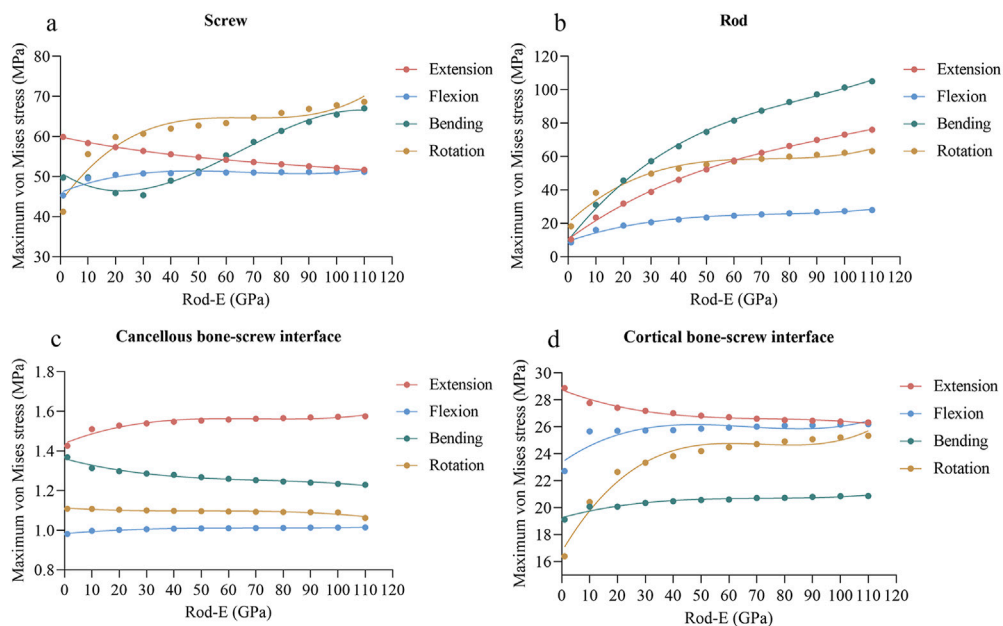 a
Screw
Maximum von Mises stress (MPa)
80
70
60
50
40
30
0 10 20 30 40 50 60 70 80 90 100 110 120
Rod-E (GPa)
Extension
Flexion
Bending
Rotation
b
Rod
Maximum von Mises stress (MPa)
120
100
80
60
40
20
0
0 10 20 30 40 50 60 70 80 90 100 110 120
Rod-E (GPa)
Extension
Flexion
Bending
Rotation
c
Cancellous bone-screw interface
Maximum von Mises stress (MPa)
1.8
1.6
1.4
1.2
1.0
0.8
0 10 20 30 40 50 60 70 80 90 100 110 120
Rod-E (GPa)
Extension
Flexion
Bending
Rotation
d
Cortical bone-screw interface
Maximum von Mises stress (MPa)
30
28
26
24
22
20
18
16
0 10 20 30 40 50 60 70 80 90 100 110 120
Rod-E (GPa)
Extension
Flexion
Bending
Rotation